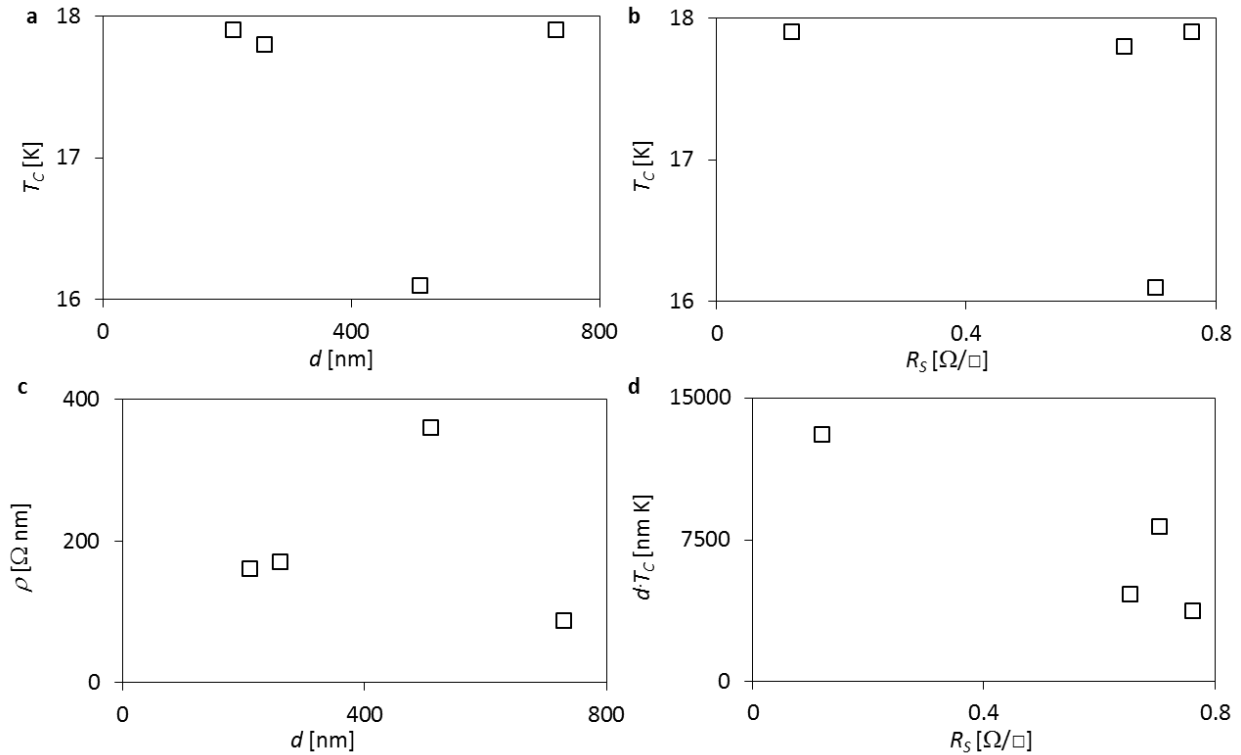 a
18
17
16
T_C [K]
0 400 800
d [nm]
b
18
17
16
T_C [K]
0 0.4 0.8
R_S [Ω/□]
c
400
200
0
ρ [Ω nm]
0 400 800
d [nm]
d
15000
7500
0
d·T_C [nm K]
0 0.4 0.8
R_S [Ω/□]